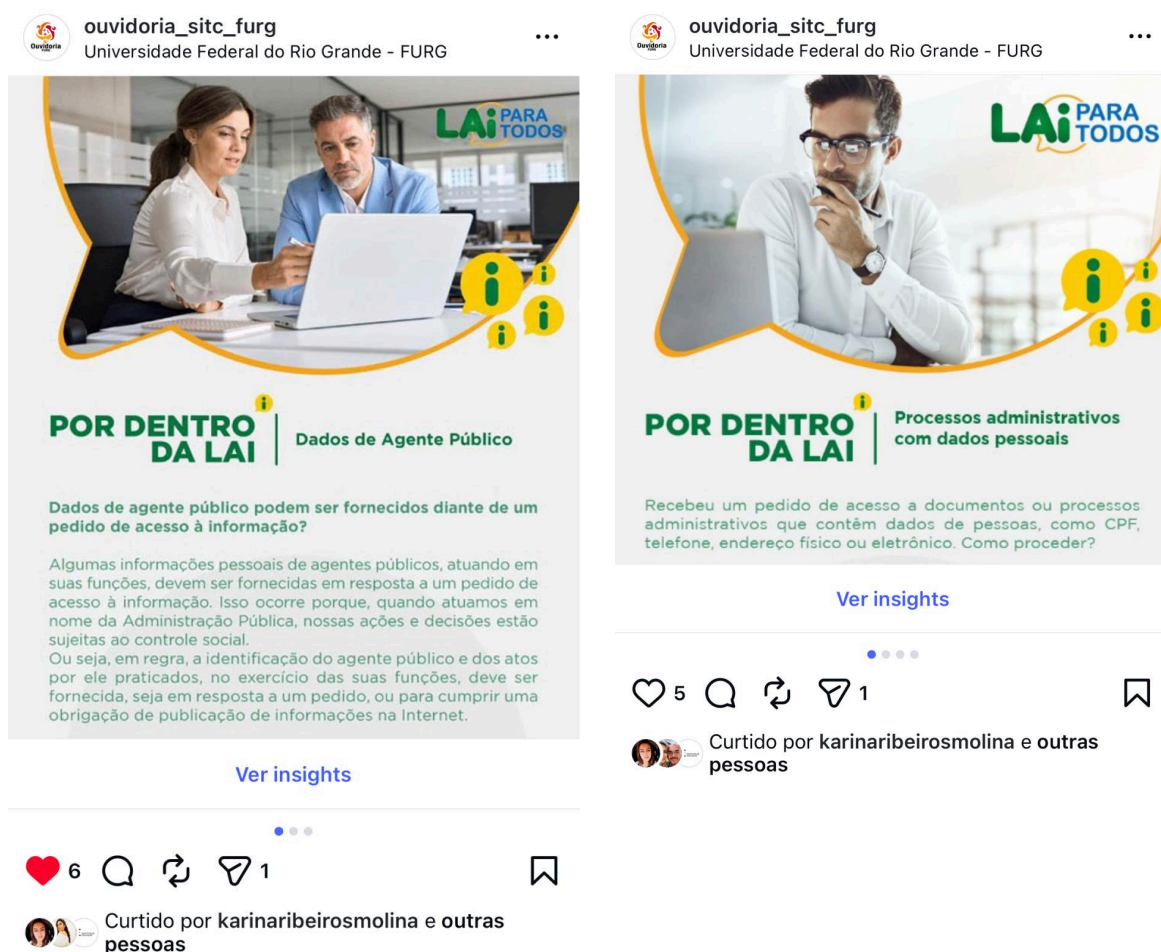 ouvidoria_sitc_furg
Universidade Federal do Rio Grande - FURG
Ouvidoria
FURG
LAi PARA
TODOS
POR DENTRO
DA LAI
Dados de Agente Público
Dados de agente público podem ser fornecidos diante de um
pedido de acesso à informação?
Algumas informações pessoais de agentes públicos, atuando em
suas funções, devem ser fornecidas em resposta a um pedido de
acesso à informação. Isso ocorre porque, quando atuamos em
nome da Administração Pública, nossas ações e decisões estão
sujeitas ao controle social.
Ou seja, em regra, a identificação do agente público e dos atos
por ele praticados, no exercício das suas funções, deve ser
fornecida, seja em resposta a um pedido, ou para cumprir uma
obrigação de publicação de informações na Internet.
Ver insights
6
1
Curtido por karinaribeirosmolina e outras
pessoas
ouvidoria_sitc_furg
Universidade Federal do Rio Grande - FURG
Ouvidoria
FURG
LAi PARA
TODOS
POR DENTRO
DA LAI
Processos administrativos
com dados pessoais
Recebeu um pedido de acesso a documentos ou processos
administrativos que contêm dados de pessoas, como CPF,
telefone, endereço físico ou eletrônico. Como proceder?
Ver insights
5
1
Curtido por karinaribeirosmolina e outras
pessoas